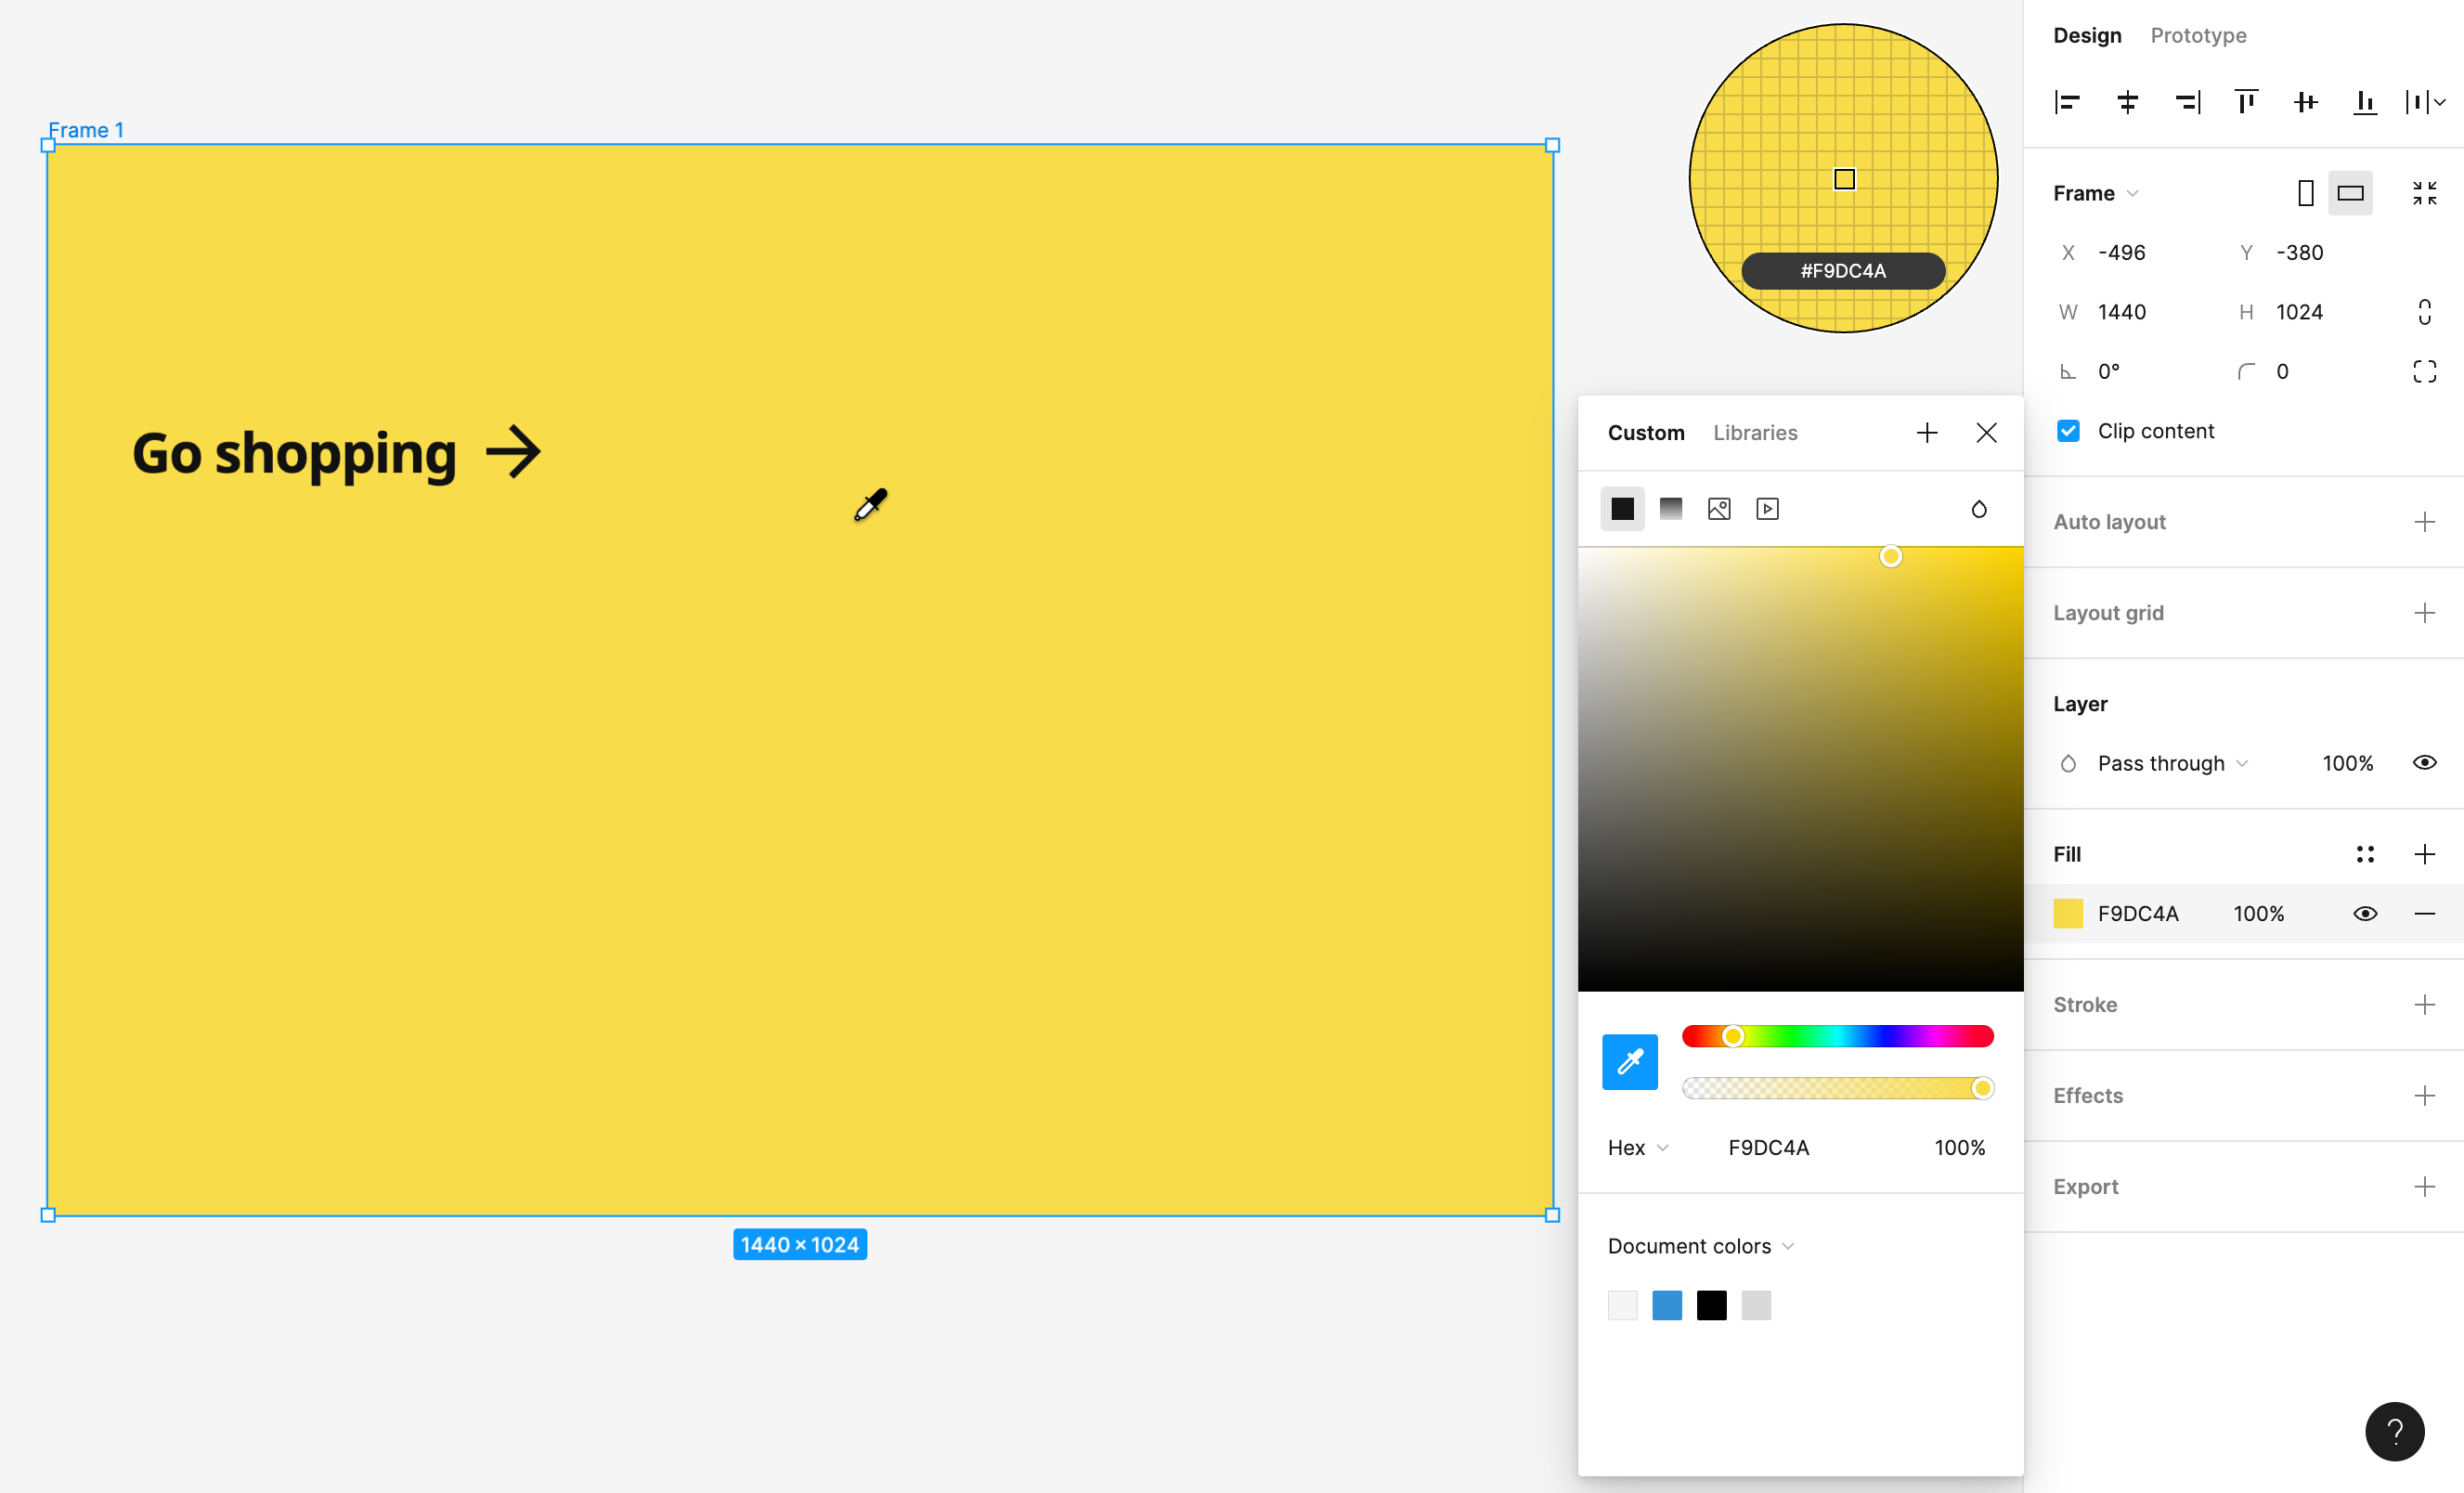 Frame 1
Go shopping →
1440 × 1024
#F9DC4A
Custom Libraries
Hex F9DC4A 100%
Document colors
Design Prototype
Frame
X -496 Y -380
W 1440 H 1024
0° 0
Clip content
Auto layout
Layout grid
Layer
Pass through 100%
Fill
F9DC4A 100%
Stroke
Effects
Export
?